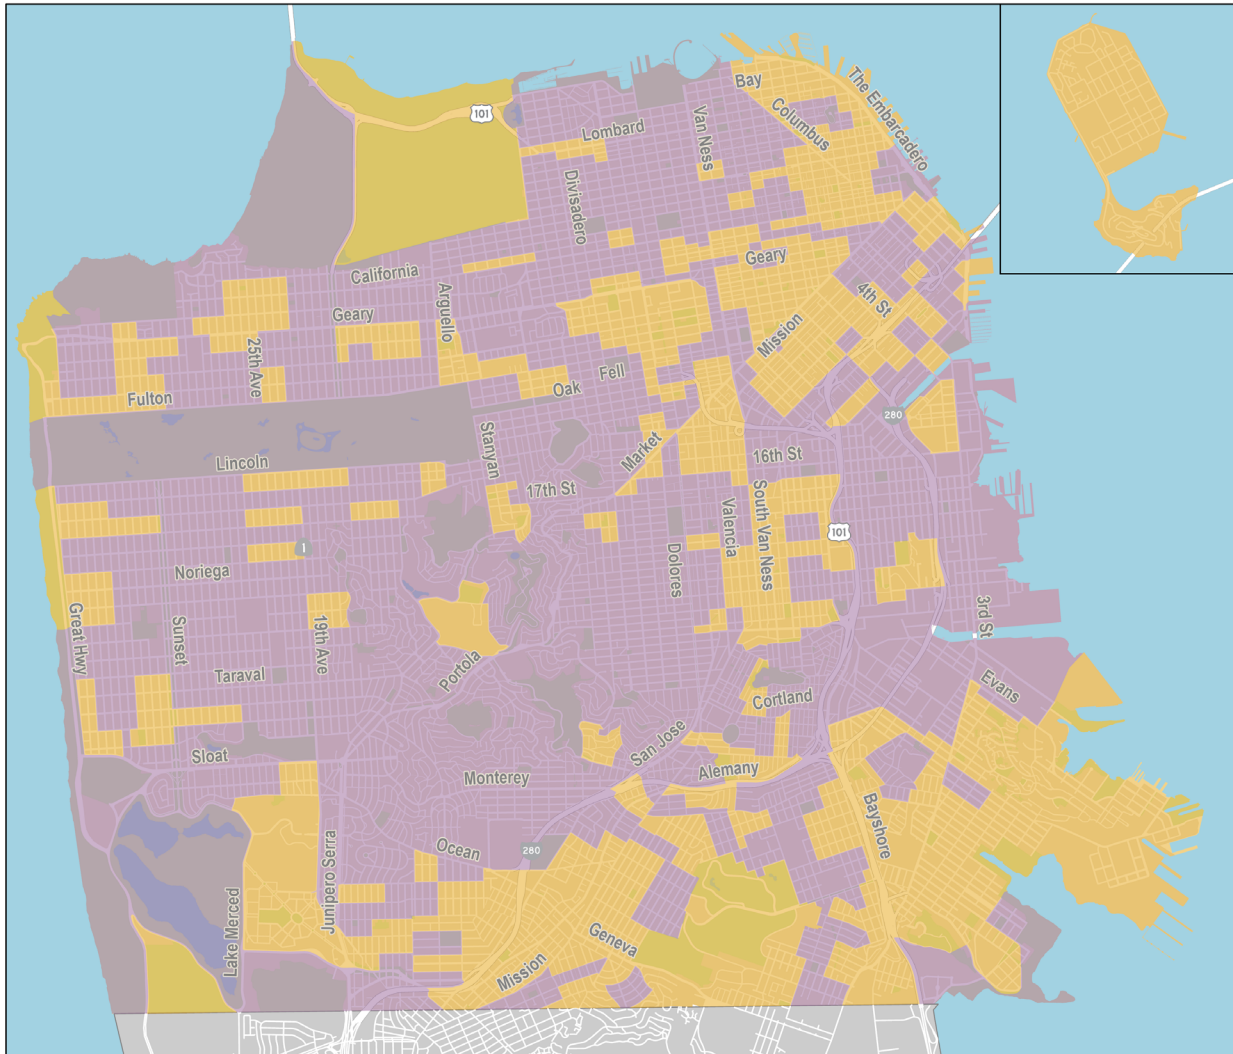 Bay
The Embarcadero
Columbus
101
Lombard
Van Ness
Divisadero
California
Geary
Geary
Arguello
4th St
25th Ave
Mission
Fulton
Oak
Fell
280
Stanyan
Market
16th St
Lincoln
17th St
Valencia
South Van Ness
101
1
Noriega
Dolores
Great Hwy
Sunset
19th Ave
3rd St
Taraval
Portola
Evans
Cortland
San Jose
Sloat
Monterey
Alemany
Bayshore
Ocean
280
Junipero Serra
Lake Merced
Geneva
Mission